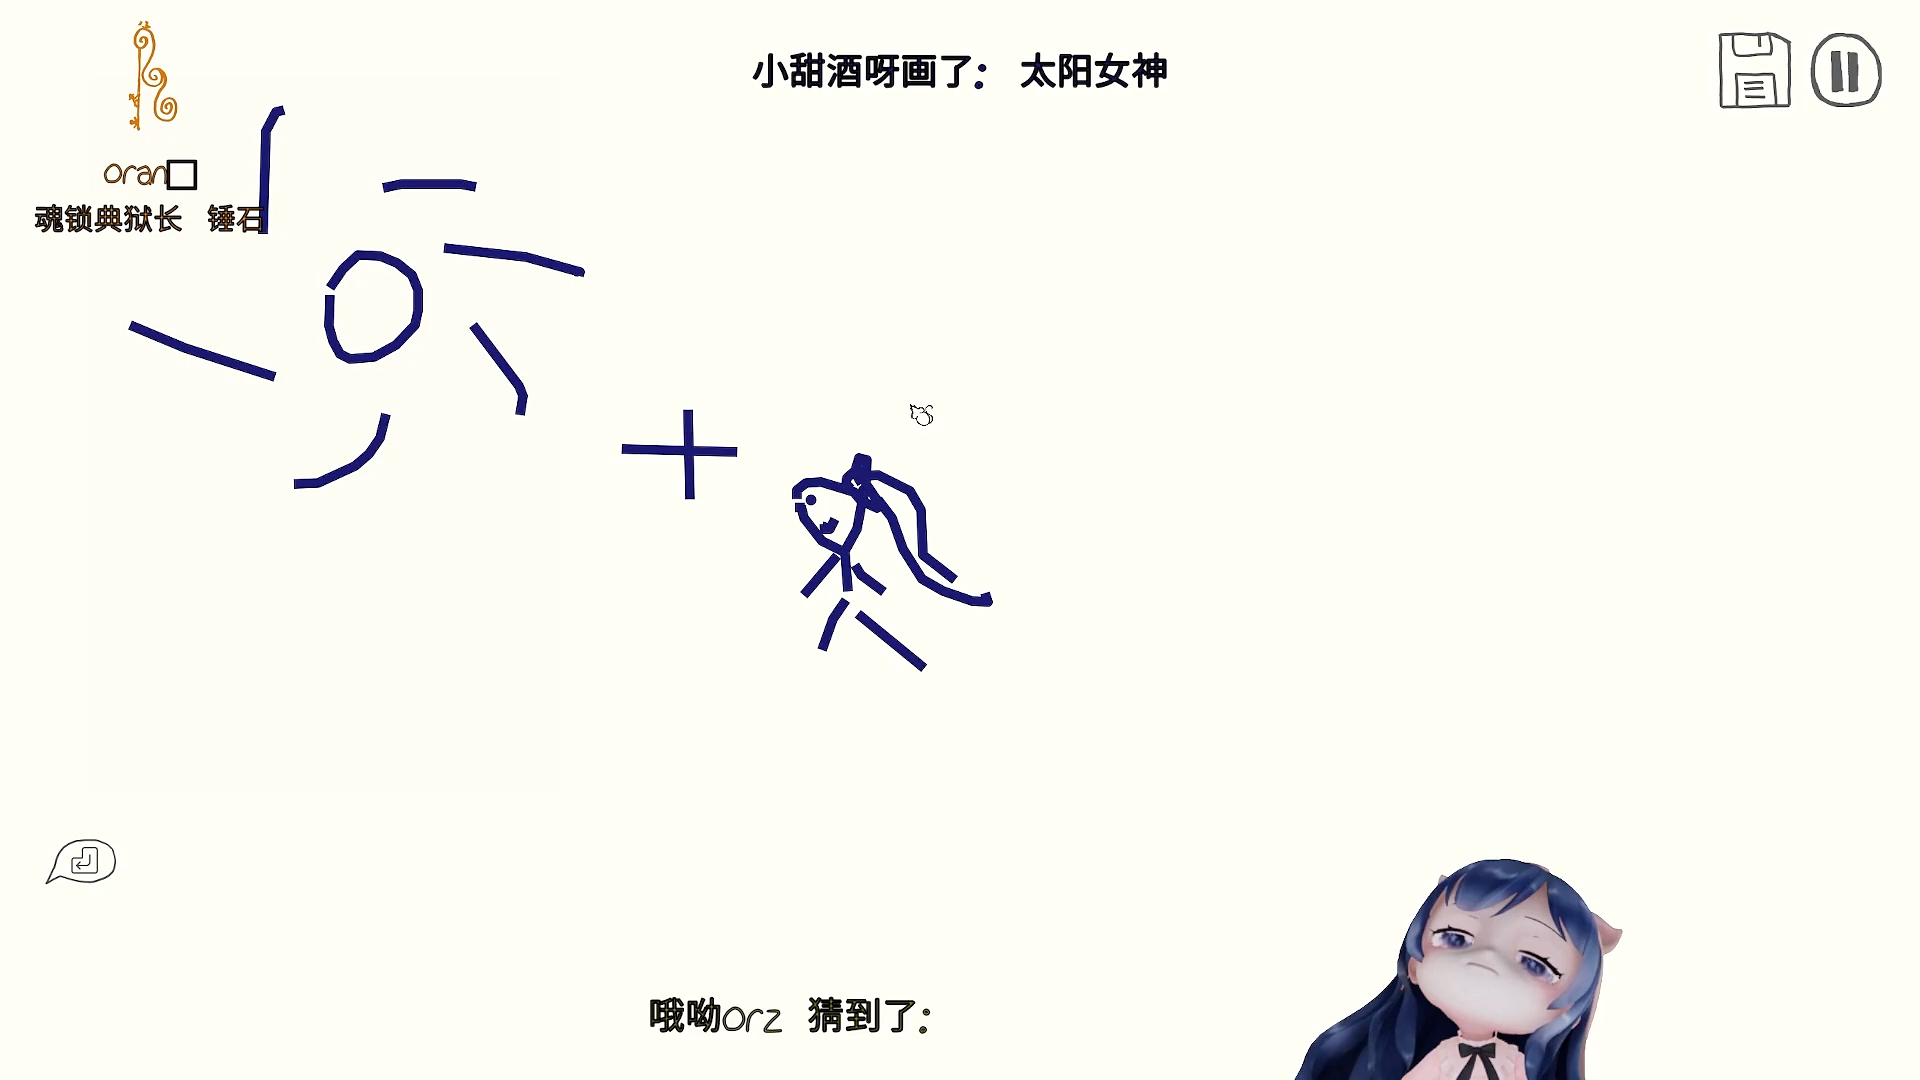 小甜酒呀画了： 太阳女神
oran□
魂锁典狱长 锤石
哦呦orz 猜到了：